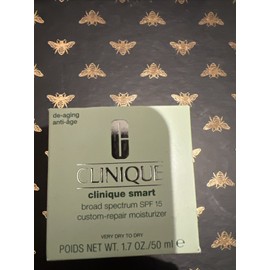 de-aging
anti-âge
C
CLINIQUE
clinique smart
broad spectrum SPF 15
custom-repair moisturizer
VERY DRY TO DRY
POIDS NET WT. 1.7 OZ./50 ml ℮